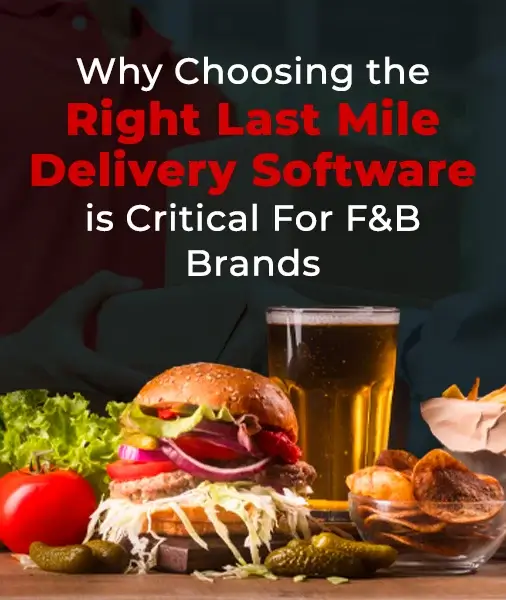 Why Choosing the
Right Last Mile
Delivery Software
is Critical For F&B
Brands